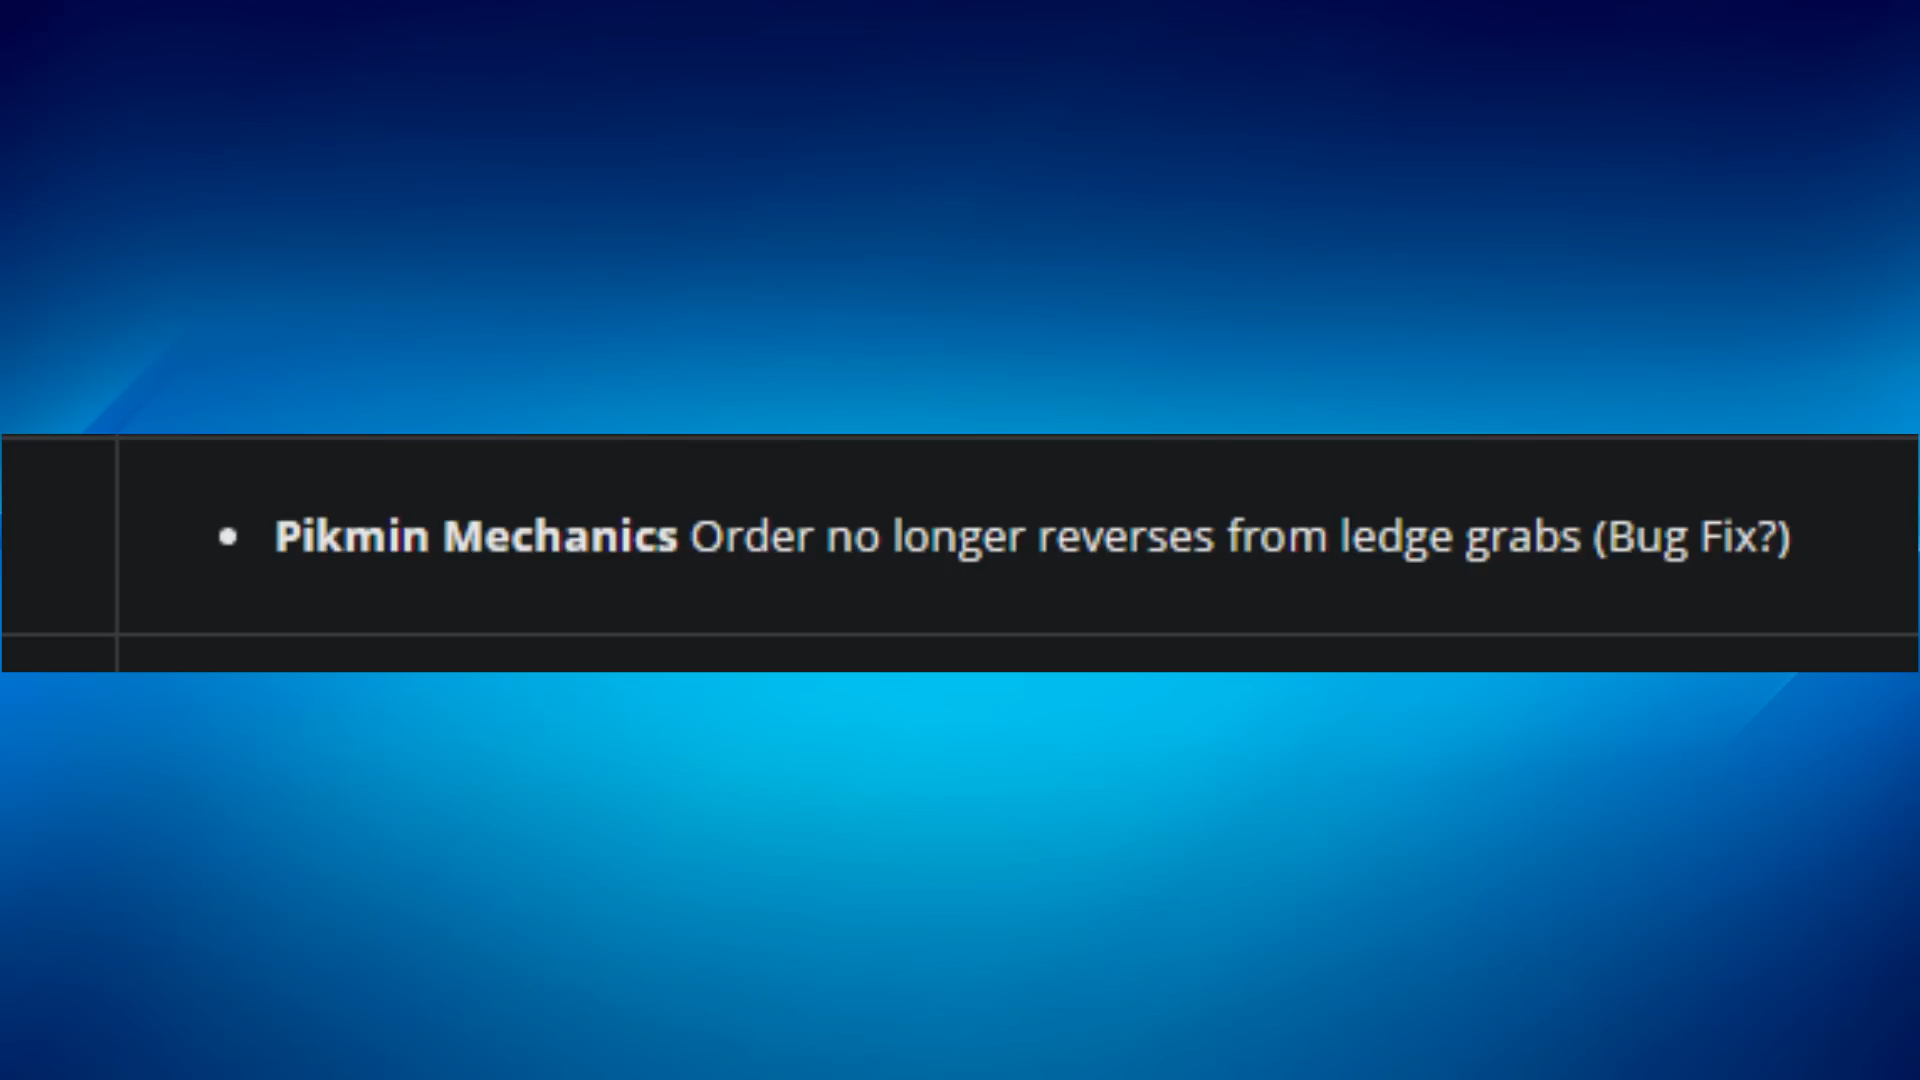 • Pikmin Mechanics Order no longer reverses from ledge grabs (Bug Fix?)